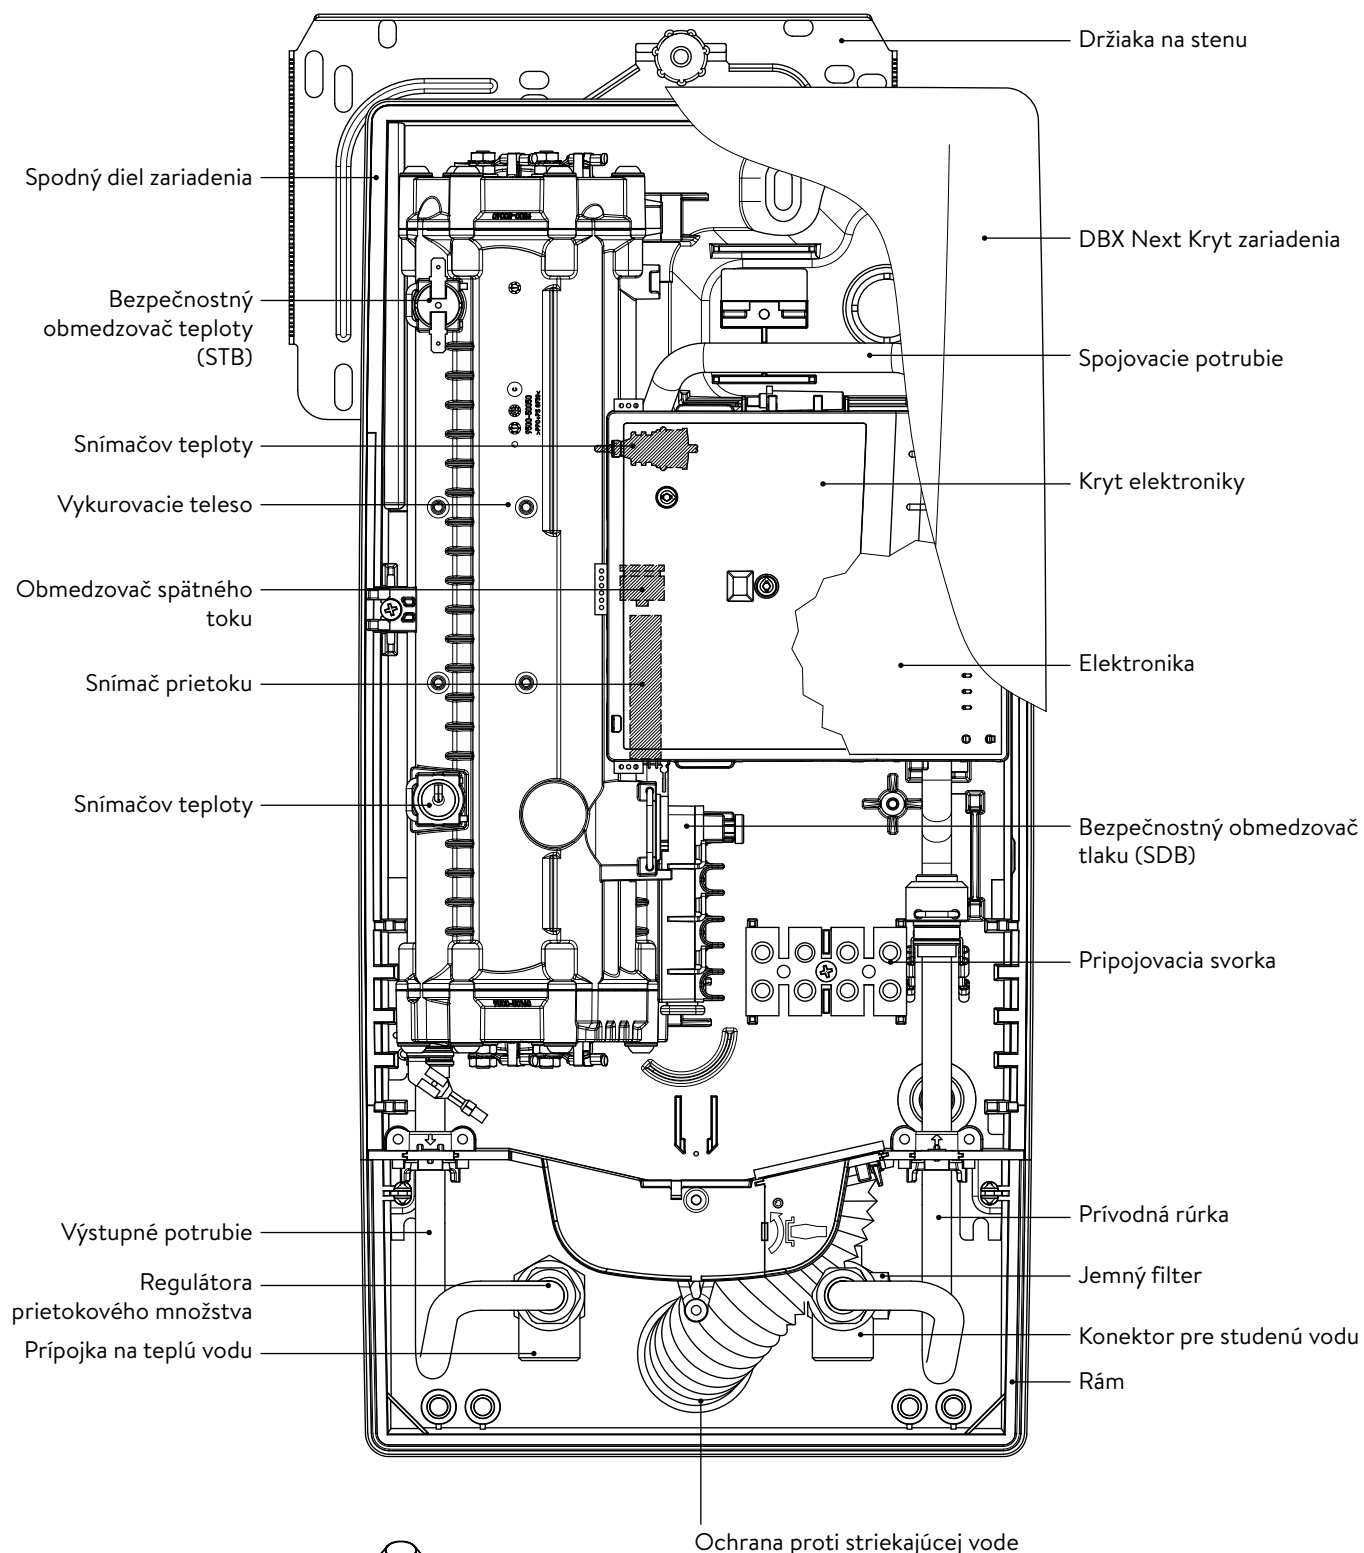 Držiaka na stenu
Spodný diel zariadenia
DBX Next Kryt zariadenia
Bezpečnostný
obmedzovač teploty
(STB)
Spojovacie potrubie
Snímačov teploty
Kryt elektroniky
Vykurovacie teleso
Obmedzovač spätného
toku
Elektronika
Snímač prietoku
Snímačov teploty
Bezpečnostný obmedzovač
tlaku (SDB)
Pripojovacia svorka
Výstupné potrubie
Prívodná rúrka
Regulátora
prietokového množstva
Jemný filter
Prípojka na teplú vodu
Konektor pre studenú vodu
Rám
Ochrana proti striekajúcej vode